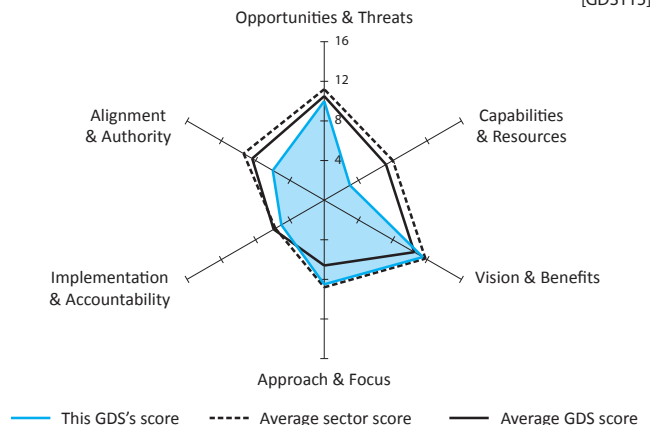 Opportunities & Threats
16
12
8
4
Alignment
& Authority
Capabilities
& Resources
Implementation
& Accountability
Vision & Benefits
Approach & Focus
This GDS's score
Average sector score
Average GDS score